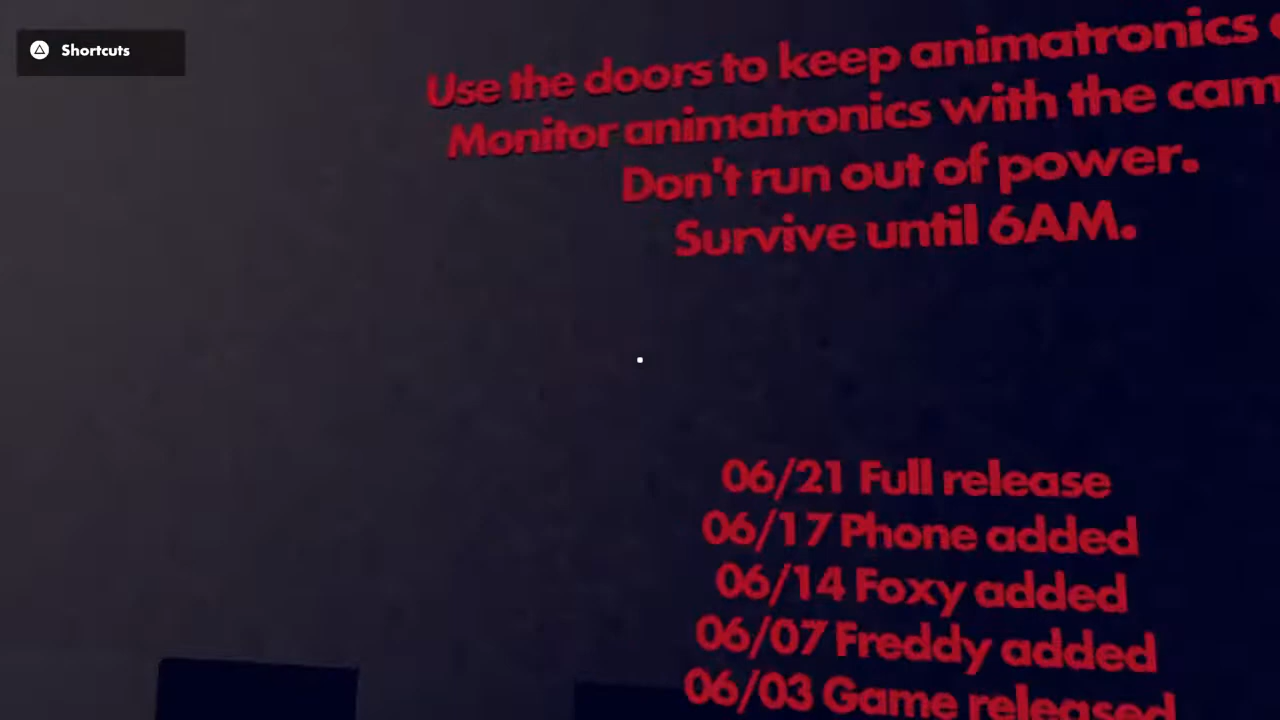 Shortcuts
Use the doors to keep animatronics
Monitor animatronics with the cam
Don't run out of power.
Survive until 6AM.
06/21 Full release
06/17 Phone added
06/14 Foxy added
06/07 Freddy added
06/03 Game released